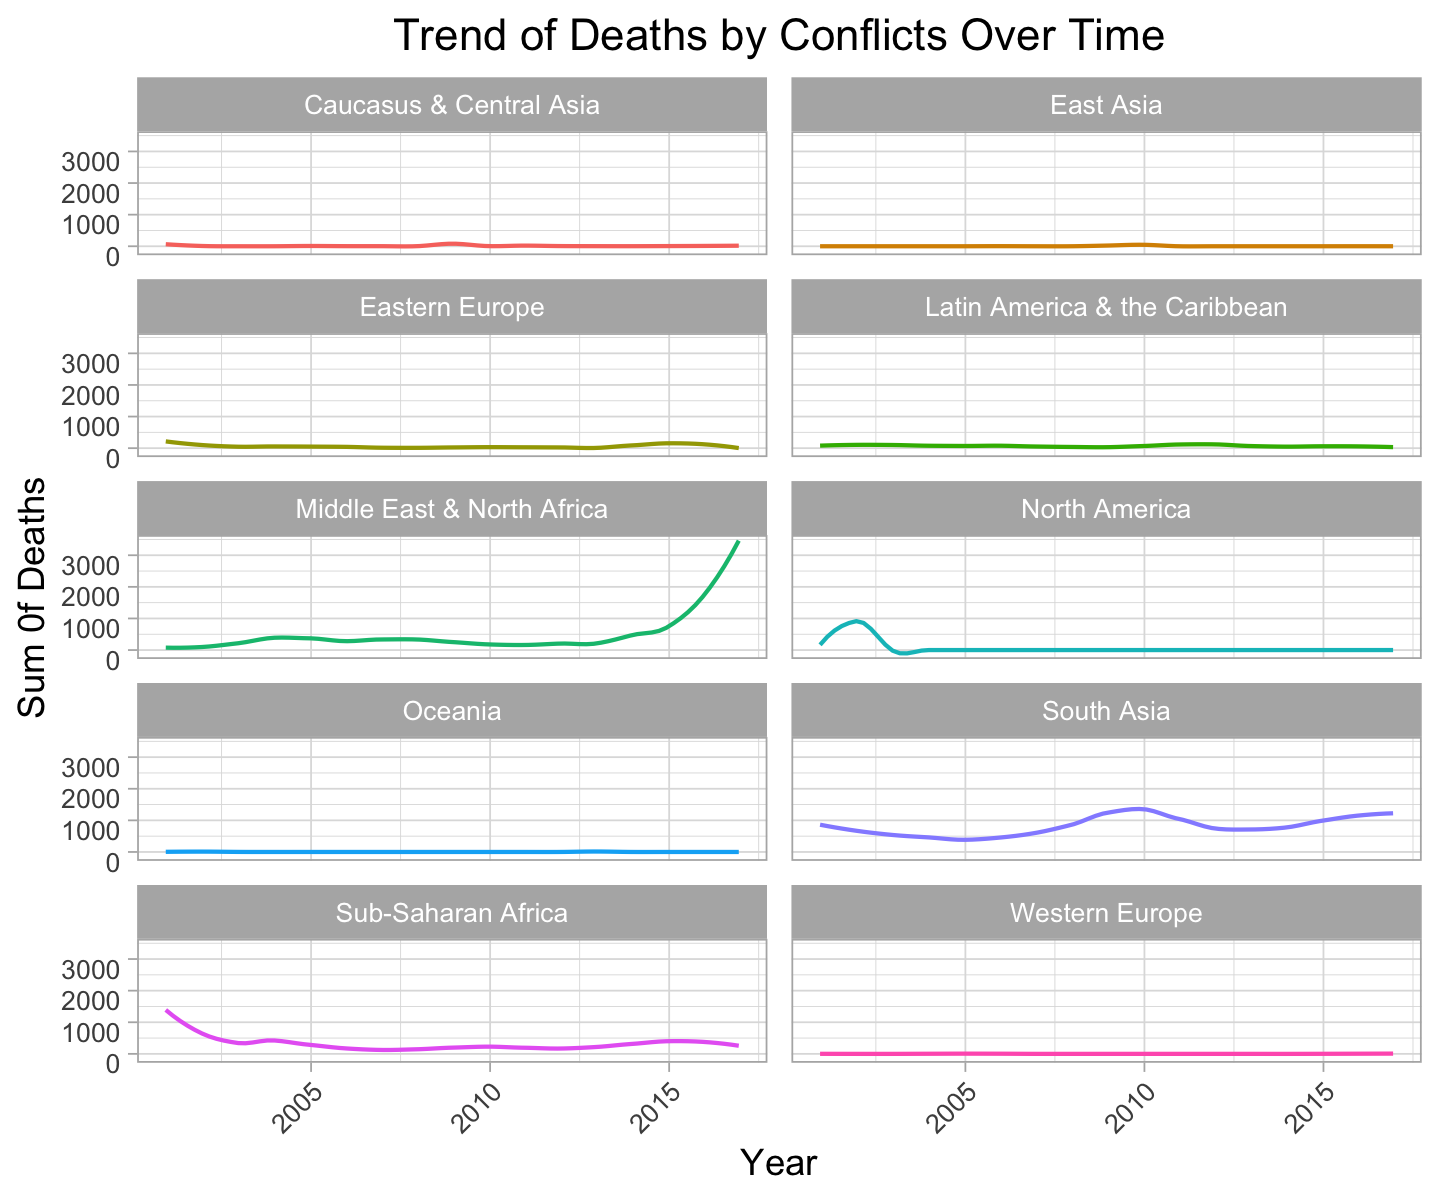 Trend of Deaths by Conflicts Over Time
Caucasus & Central Asia
East Asia
3000
2000
1000
0
Eastern Europe
Latin America & the Caribbean
3000
2000
1000
0
Middle East & North Africa
North America
3000
2000
1000
0
Sum 0f Deaths
Oceania
South Asia
3000
2000
1000
0
Sub-Saharan Africa
Western Europe
3000
2000
1000
0
2005 2010 2015 2005 2010 2015
Year